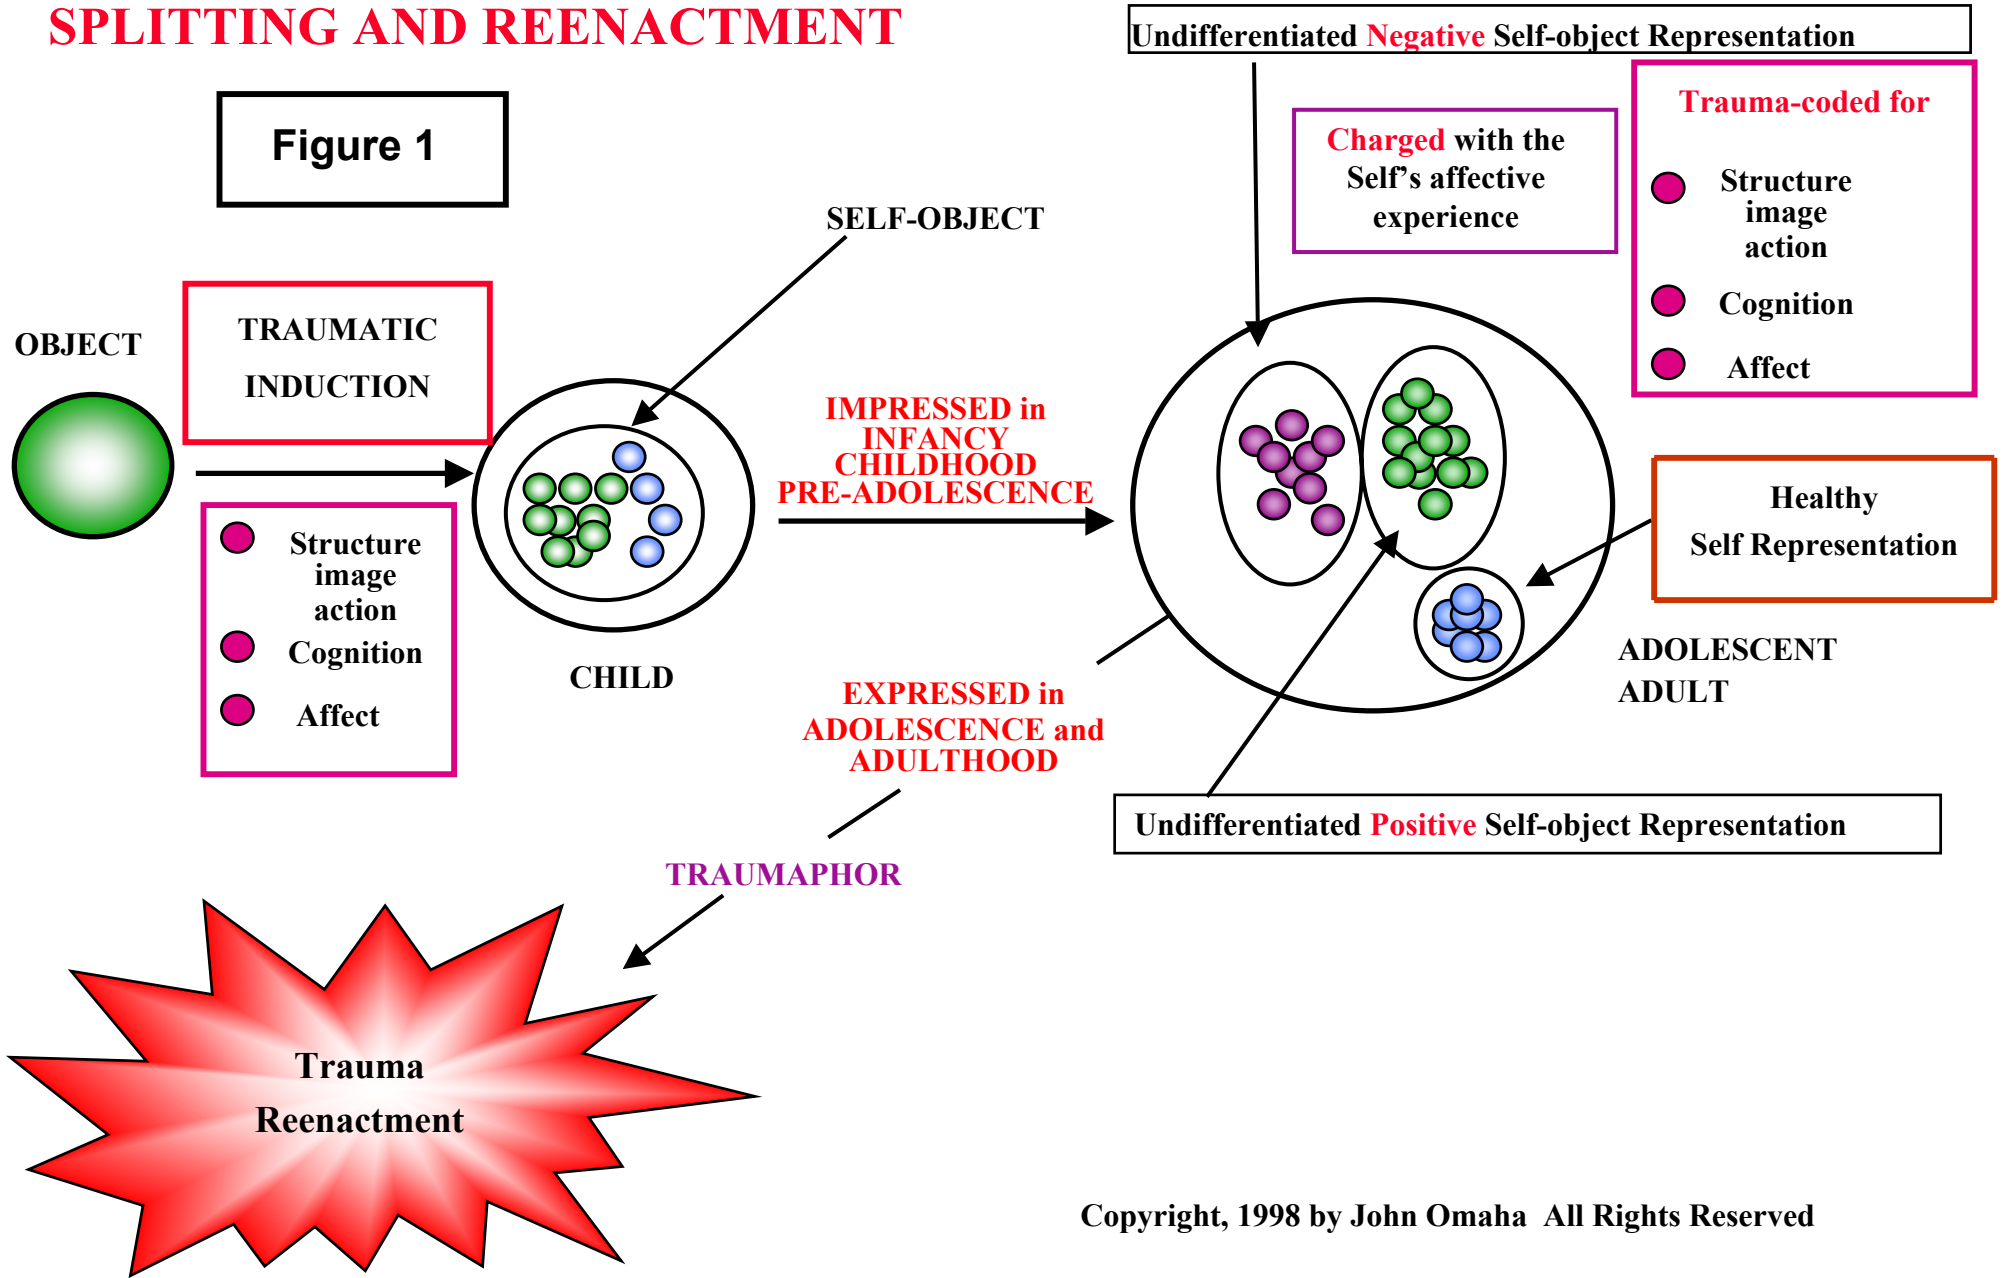 SPLITTING AND REENACTMENT
Undifferentiated Negative Self-object Representation
Figure 1
Charged with the
Self’s affective
experience
Trauma-coded for
Structure
image
action
Cognition
Affect
SELF-OBJECT
OBJECT
TRAUMATIC
INDUCTION
Structure
image
action
Cognition
Affect
CHILD
IMPRESSED in
INFANCY
CHILDHOOD
PRE-ADOLESCENCE
Healthy
Self Representation
ADOLESCENT
ADULT
EXPRESSED in
ADOLESCENCE and
ADULTHOOD
Undifferentiated Positive Self-object Representation
TRAUMAPHOR
Trauma
Reenactment
Copyright, 1998 by John Omaha  All Rights Reserved